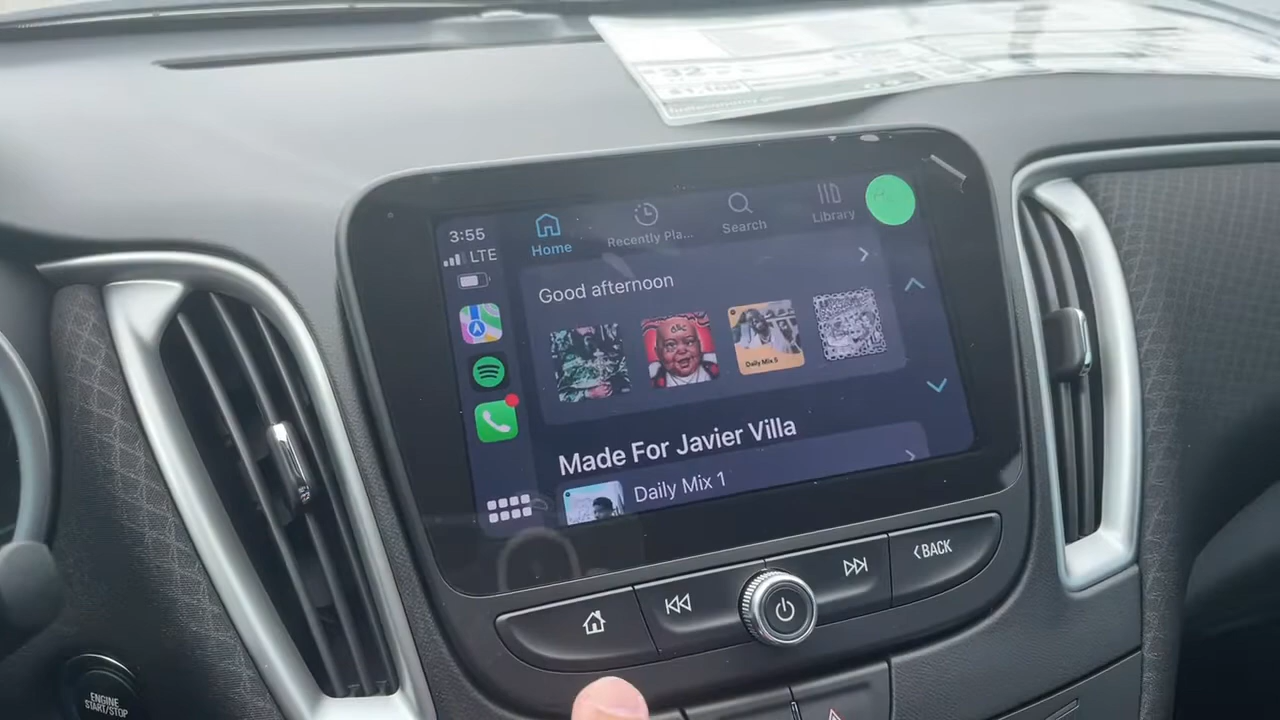 3:55
LTE
Home
Recently Pla...
Search
Library
Good afternoon
Daily Mix 5
Made For Javier Villa
Daily Mix 1
BACK
ENGINE
START/STOP